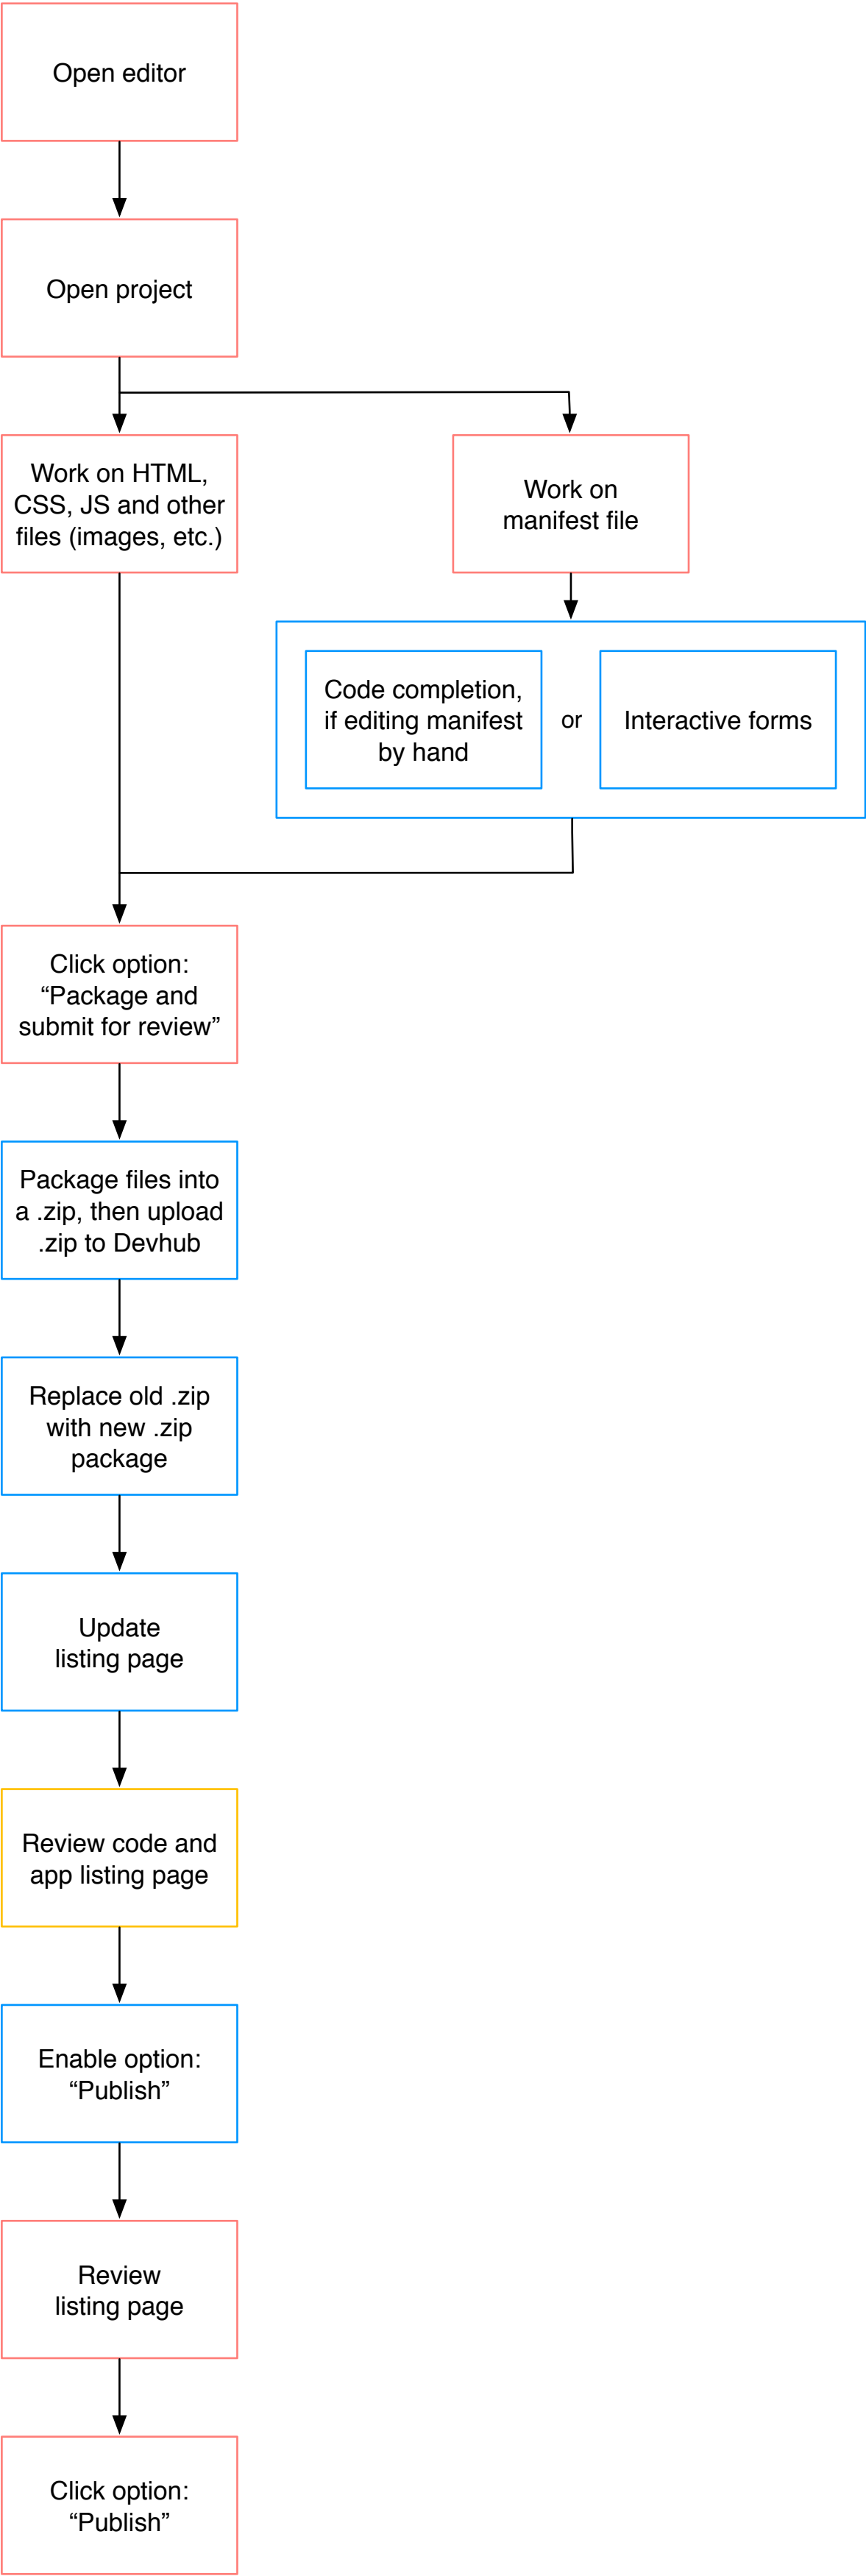 Open editor
Open project
Work on HTML,
CSS, JS and other
files (images, etc.)
Work on
manifest file
Code completion,
if editing manifest
by hand
or
Interactive forms
Click option:
“Package and
submit for review”
Package files into
a .zip, then upload
.zip to Devhub
Replace old .zip
with new .zip
package
Update
listing page
Review code and
app listing page
Enable option:
“Publish”
Review
listing page
Click option:
“Publish”